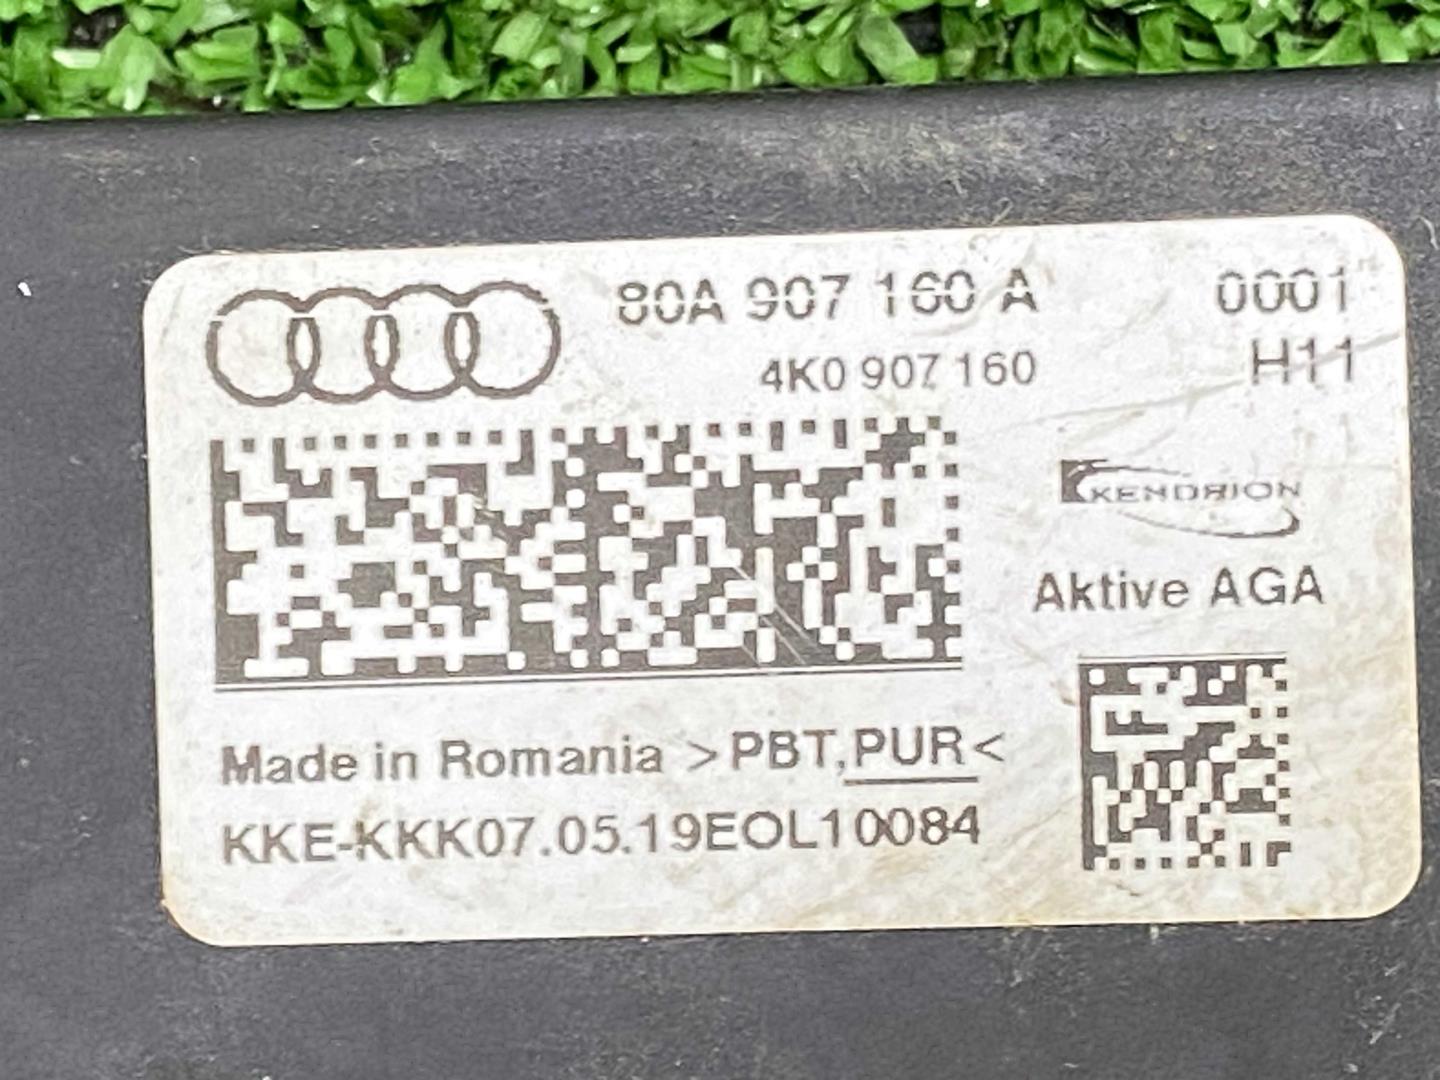 80A 907 160 A 0001
4K0 907 160 H11
KENDRION
Aktive AGA
Made in Romania >PBT,PUR<
KKE-KKK07.05.19EOL10084